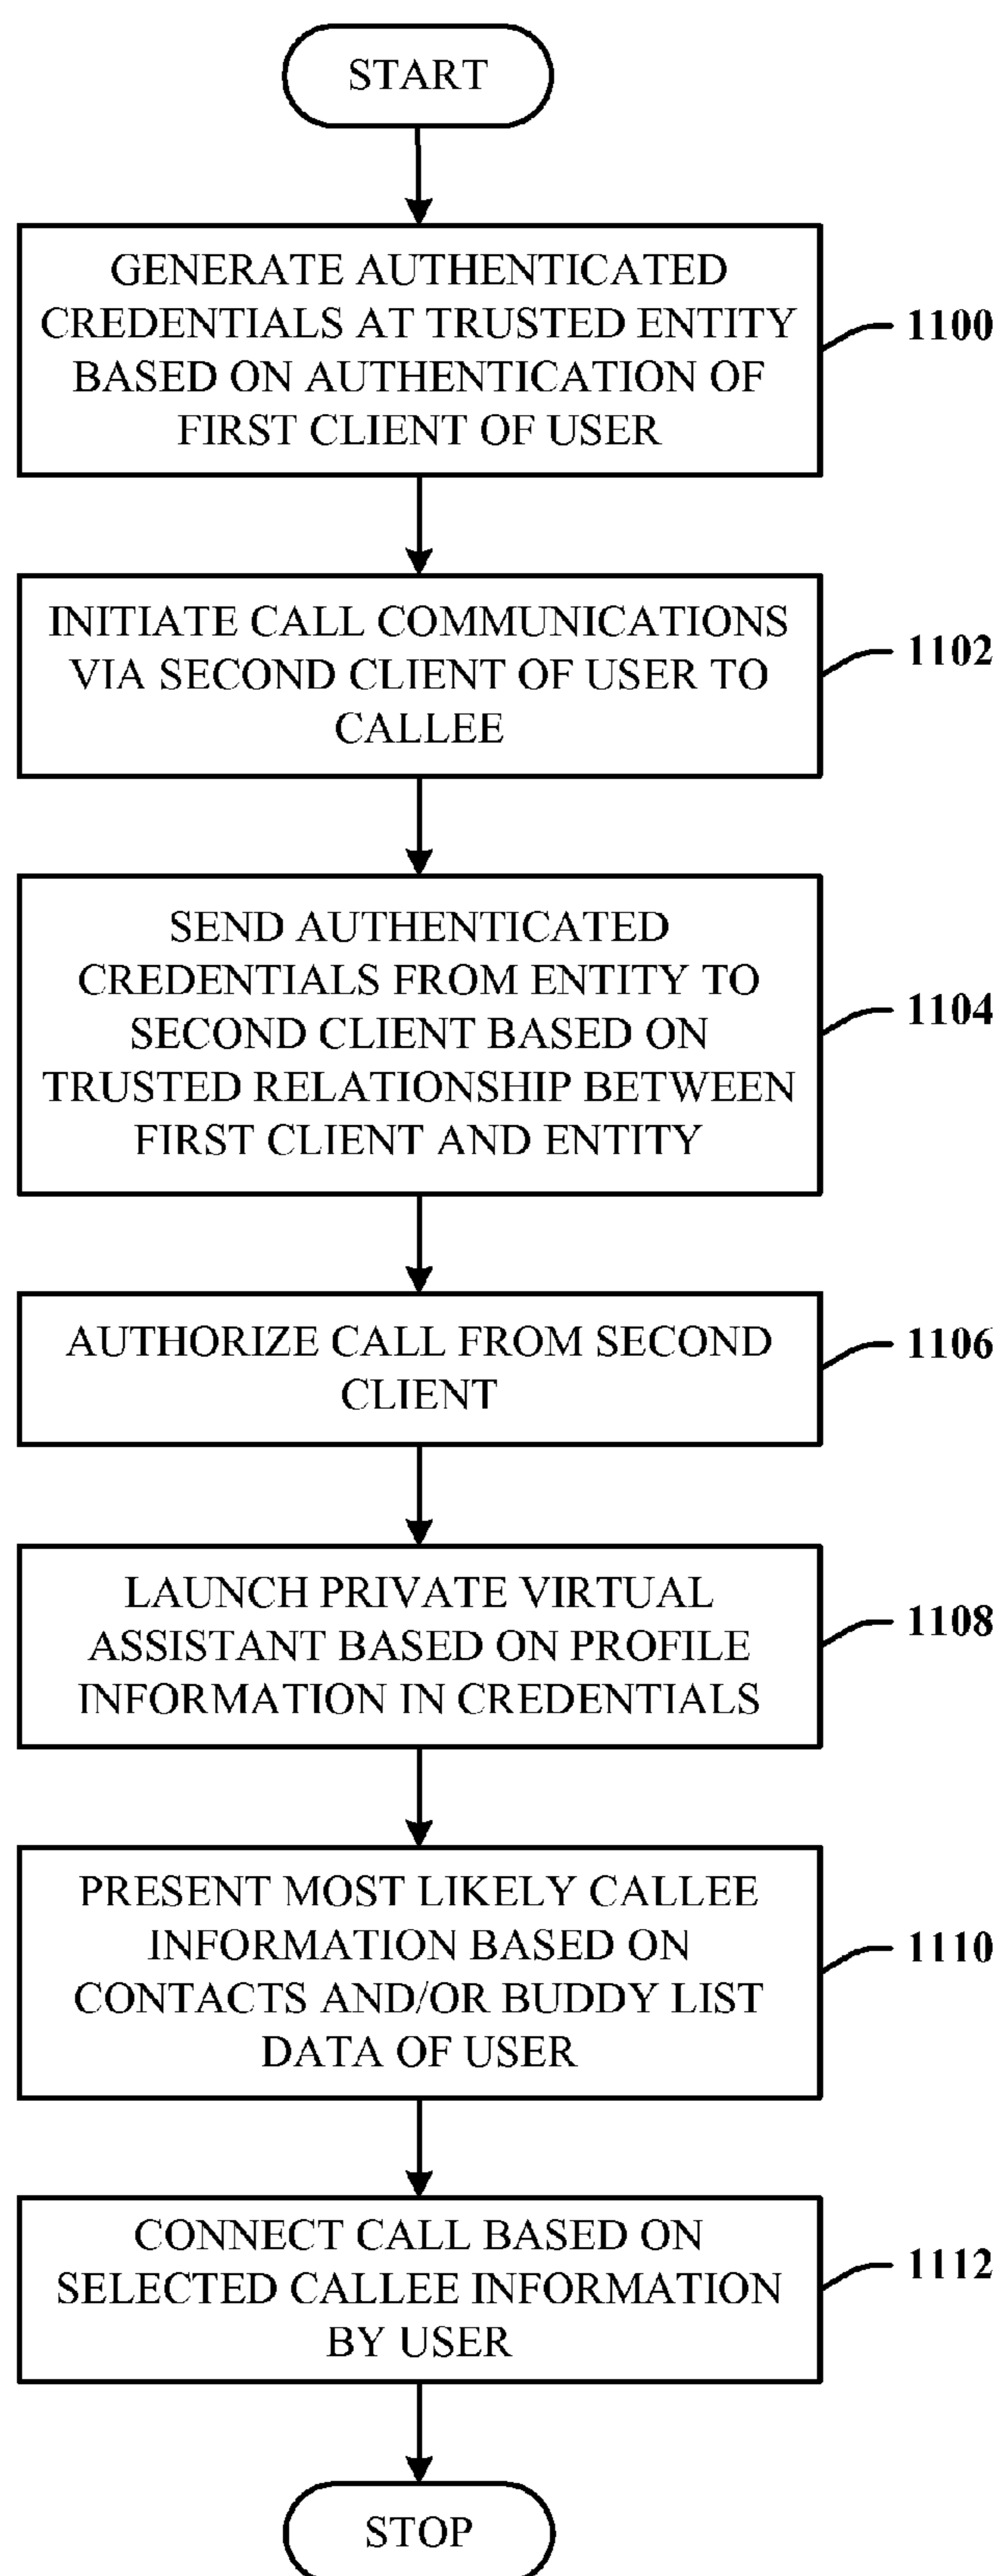 START
GENERATE AUTHENTICATED
CREDENTIALS AT TRUSTED ENTITY
BASED ON AUTHENTICATION OF
FIRST CLIENT OF USER
1100
INITIATE CALL COMMUNICATIONS
VIA SECOND CLIENT OF USER TO
CALLEE
1102
SEND AUTHENTICATED
CREDENTIALS FROM ENTITY TO
SECOND CLIENT BASED ON
TRUSTED RELATIONSHIP BETWEEN
FIRST CLIENT AND ENTITY
1104
AUTHORIZE CALL FROM SECOND
CLIENT
1106
LAUNCH PRIVATE VIRTUAL
ASSISTANT BASED ON PROFILE
INFORMATION IN CREDENTIALS
1108
PRESENT MOST LIKELY CALLEE
INFORMATION BASED ON
CONTACTS AND/OR BUDDY LIST
DATA OF USER
1110
CONNECT CALL BASED ON
SELECTED CALLEE INFORMATION
BY USER
1112
STOP